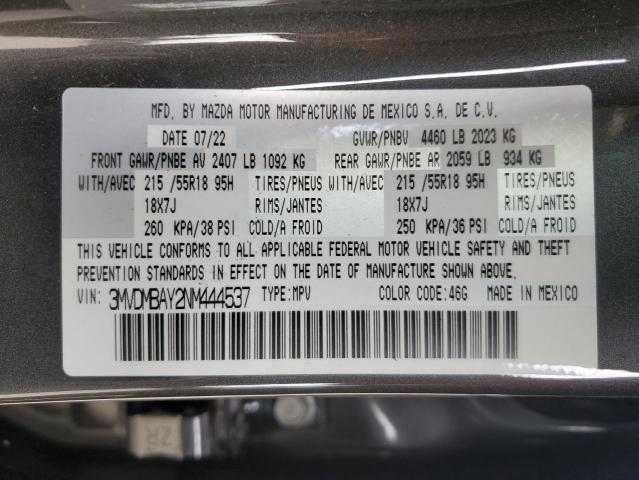 MFD. BY MAZDA MOTOR MANUFACTURING DE MEXICO S.A. DE C.V.
DATE 07/22 GVWR/PNBV 4460 LB 2023 KG
FRONT GAWR/PNBE AV 2407 LB 1092 KG REAR GAWR/PNBE AR 2059 LB 934 KG
WITH/AVEC 215 /55R18 95H TIRES/PNEUS WITH/AVEC 215 /55R18 95H TIRES/PNEUS
18X7J RIMS/JANTES 18X7J RIMS/JANTES
260 KPA/38 PSI COLD/A FROID 250 KPA/36 PSI COLD/A FROID
THIS VEHICLE CONFORMS TO ALL APPLICABLE FEDERAL MOTOR VEHICLE SAFETY AND THEFT
PREVENTION STANDARDS IN EFFECT ON THE DATE OF MANUFACTURE SHOWN ABOVE.
VIN: 3MVDMBAY2NM444537 TYPE:MPV COLOR CODE:46G MADE IN MEXICO
ZR